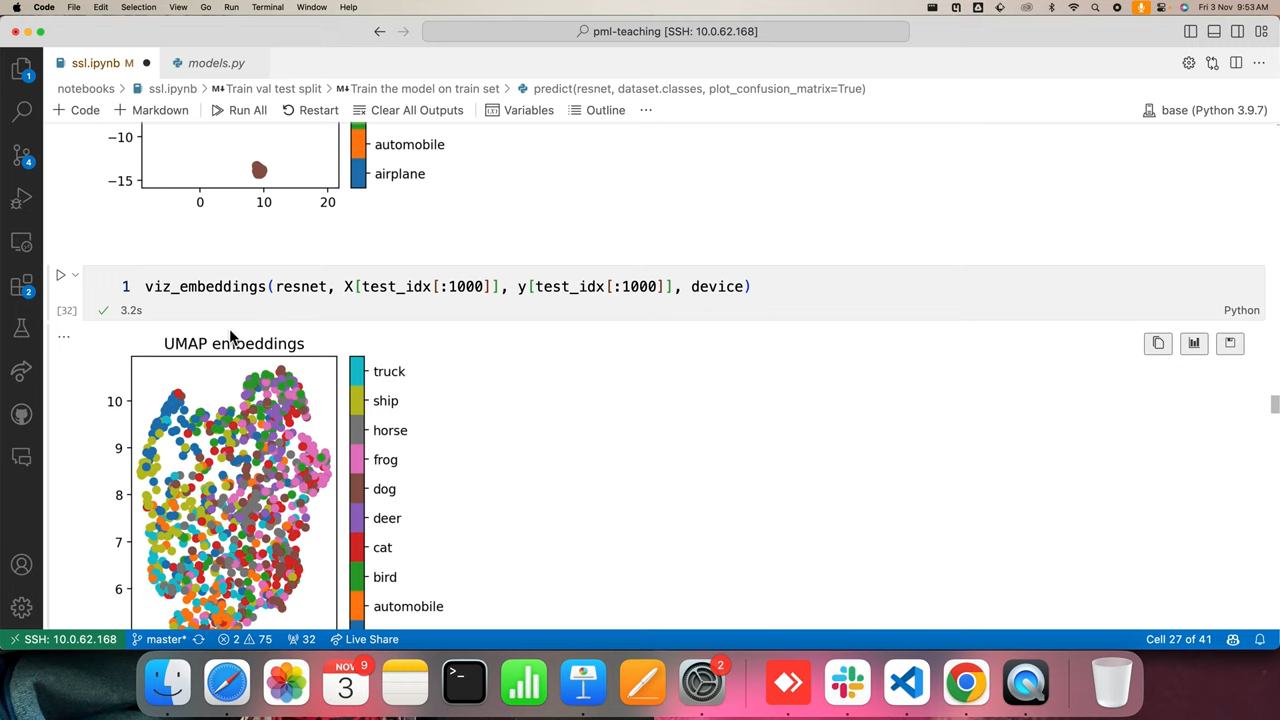 Code File Edit Selection View Go Run Terminal Window Help Fri 3 Nov 9:53 AM
pml-teaching [SSH: 10.0.62.168]
ssl.ipynb M models.py
notebooks > ssl.ipynb > Train val test split > Train the model on train set > predict(resnet, dataset.classes, plot_confusion_matrix=True)
+ Code + Markdown Run All Restart Clear All Outputs Variables Outline ... base (Python 3.9.7)
−10
automobile
−15
airplane
0 10 20
1 viz_embeddings(resnet, X[test_idx[:1000]], y[test_idx[:1000]], device)
[32] 3.2s Python
...
UMAP embeddings
truck
10
ship
horse
9
frog
8
dog
deer
7
cat
bird
6
automobile
SSH: 10.0.62.168 master* 2 75 32 Live Share Cell 27 of 41
NOV 9
3
2
1
4
2